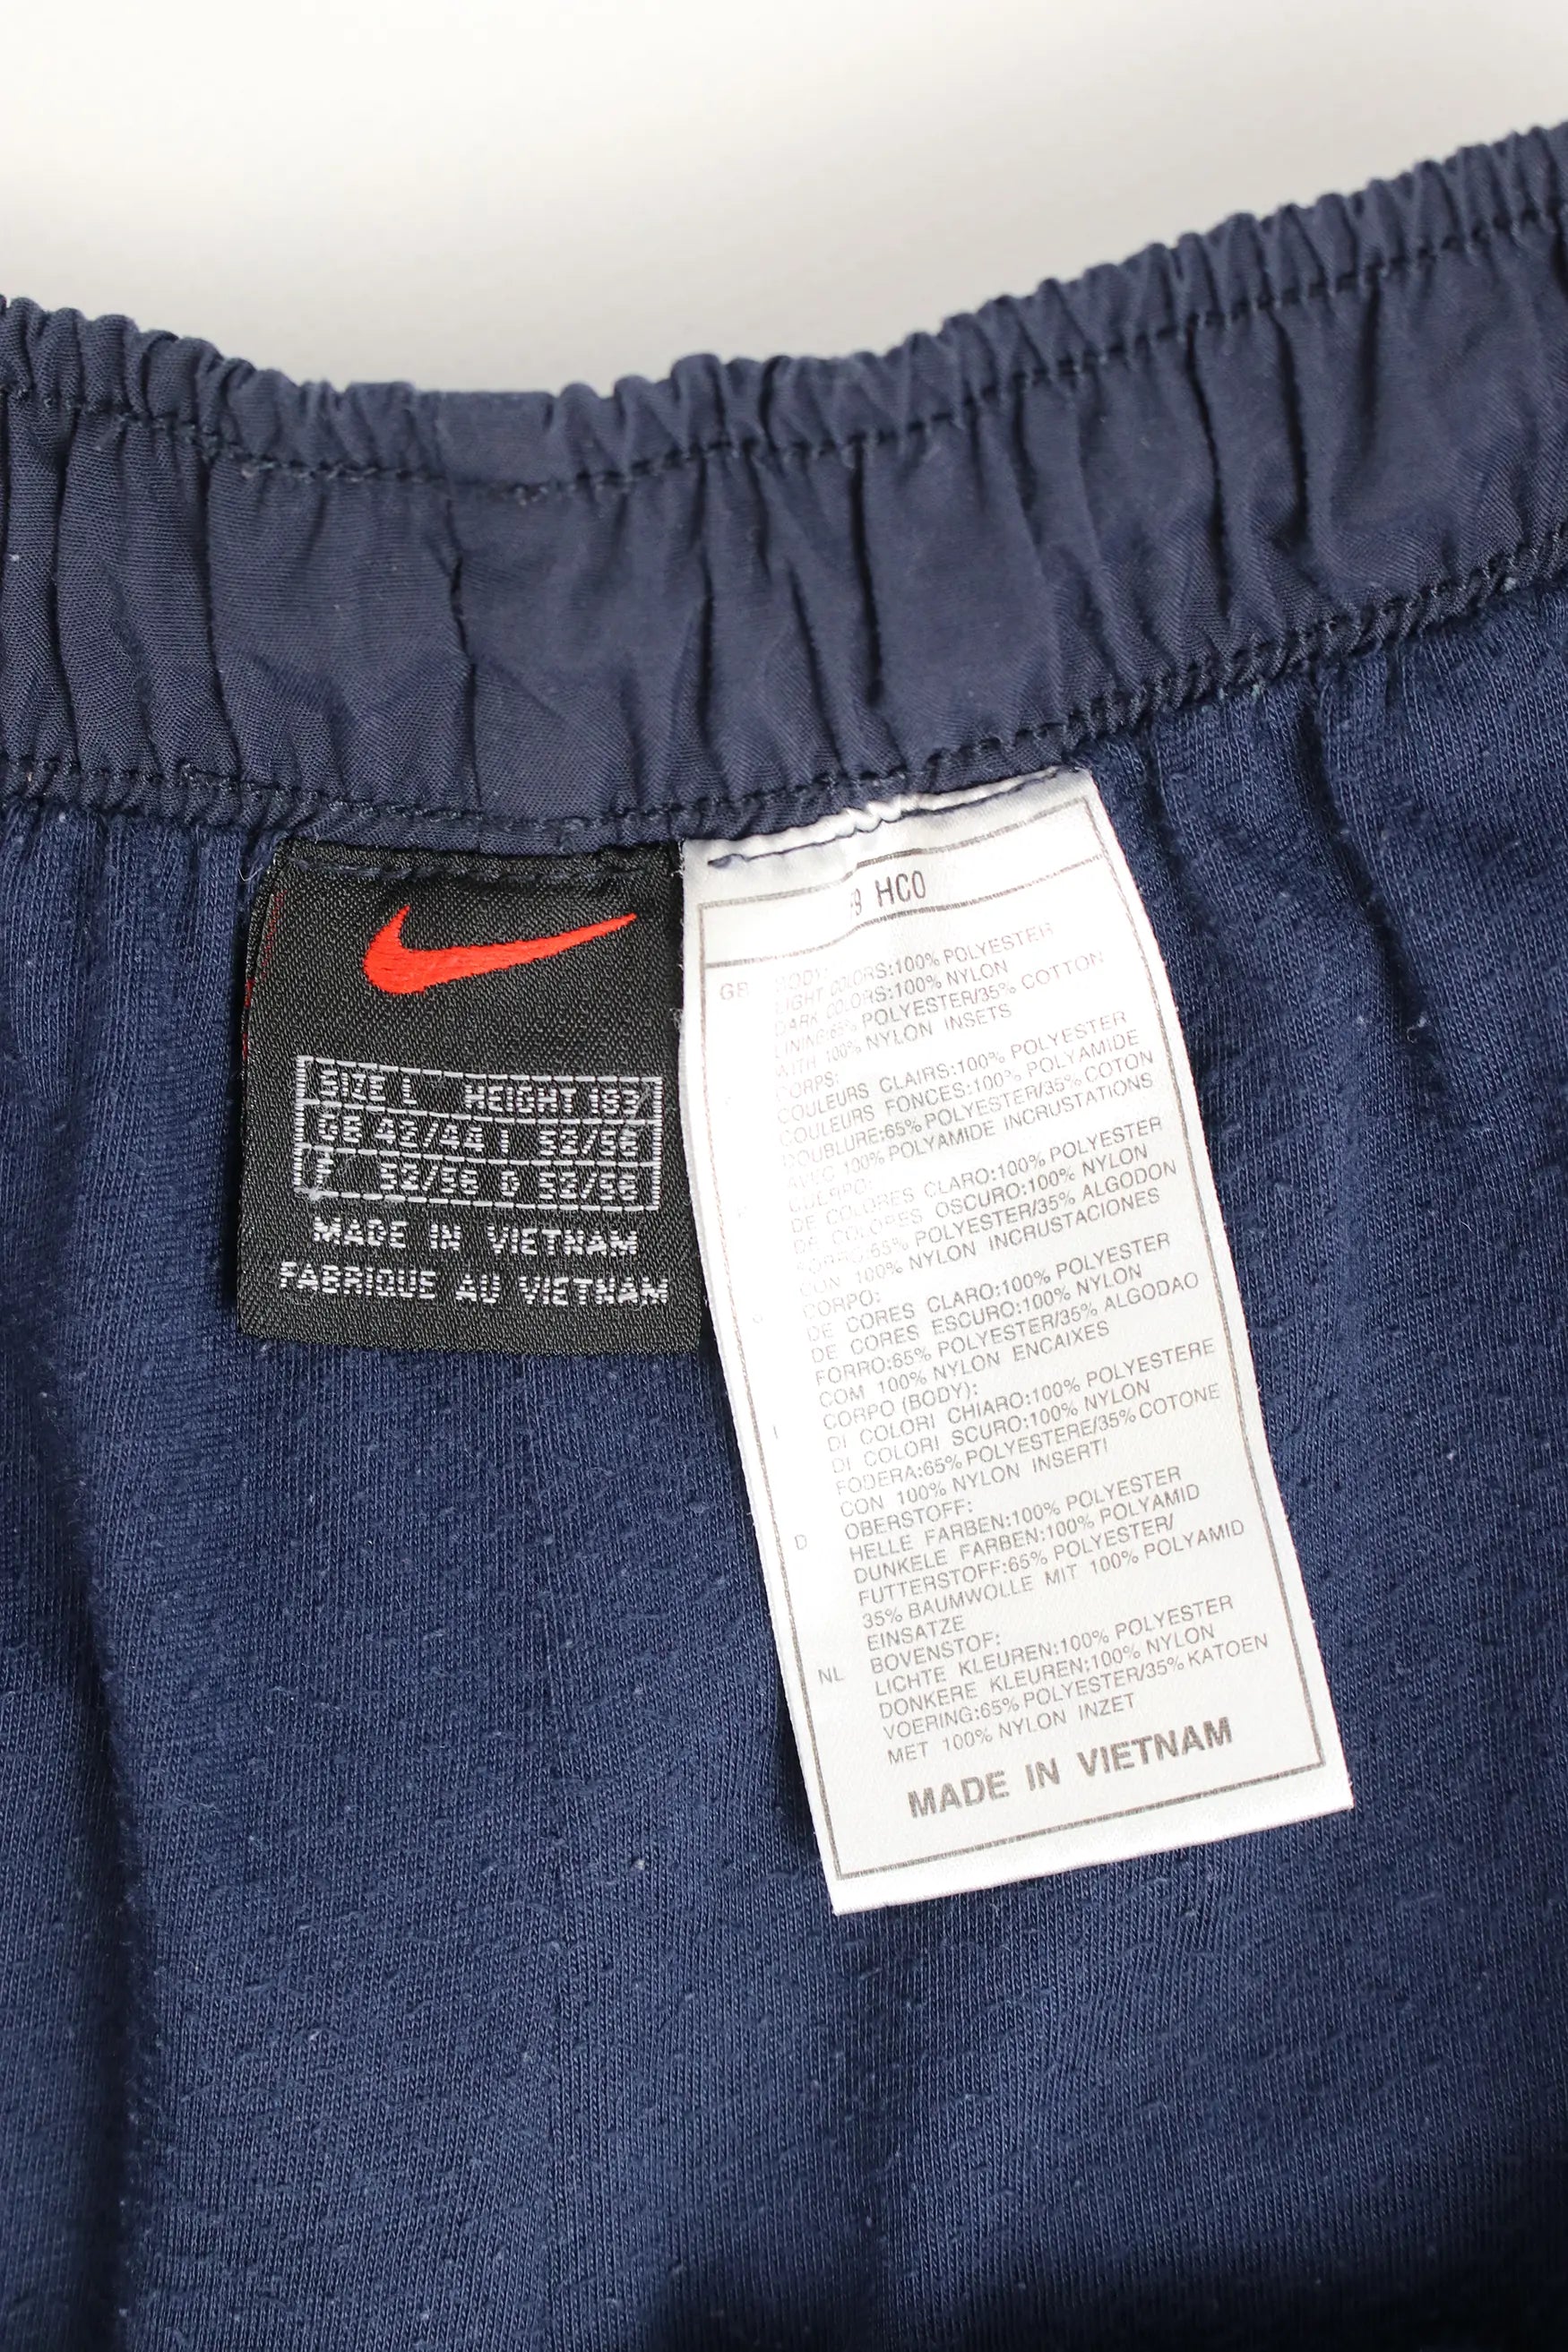 SIZE L HEIGHT
GB 42/44 I 52/56
F 52/56 D 52/56
MADE IN VIETNAM
FABRIQUE AU VIETNAM
9 HC0
GB BODY:
LIGHT COLORS:100% POLYESTER
DARK COLORS:100% NYLON
LINING:65% POLYESTER/35% COTTON
WITH 100% NYLON INSETS
CORPS:
COULEURS CLAIRS:100% POLYESTER
COULEURS FONCES:100% POLYAMIDE
DOUBLURE:65% POLYESTER/35% COTON
AVEC 100% POLYAMIDE INCRUSTATIONS
CUERPO:
DE COLORES CLARO:100% POLYESTER
DE COLORES OSCURO:100% NYLON
FORRO:65% POLYESTER/35% ALGODON
CON 100% NYLON INCRUSTACIONES
CORPO:
DE CORES CLARO:100% POLYESTER
DE CORES ESCURO:100% NYLON
FORRO:65% POLYESTER/35% ALGODAO
COM 100% NYLON ENCAIXES
I CORPO (BODY):
DI COLORI CHIARO:100% POLYESTERE
DI COLORI SCURO:100% NYLON
FODERA:65% POLYESTERE/35% COTONE
CON 100% NYLON INSERTI
D OBERSTOFF:
HELLE FARBEN:100% POLYESTER
DUNKELE FARBEN:100% POLYAMID
FUTTERSTOFF:65% POLYESTER/
35% BAUMWOLLE MIT 100% POLYAMID
EINSATZE
NL BOVENSTOF:
LICHTE KLEUREN:100% POLYESTER
DONKERE KLEUREN:100% NYLON
VOERING:65% POLYESTER/35% KATOEN
MET 100% NYLON INZET
MADE IN VIETNAM